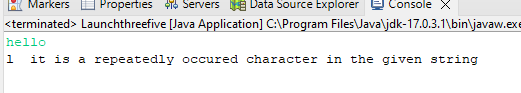 Markers Properties Servers Data Source Explorer Console
<terminated> Launchthreefive [Java Application] C:\Program Files\Java\jdk-17.0.3.1\bin\javaw.exe
hello
l it is a repeatedly occured character in the given string